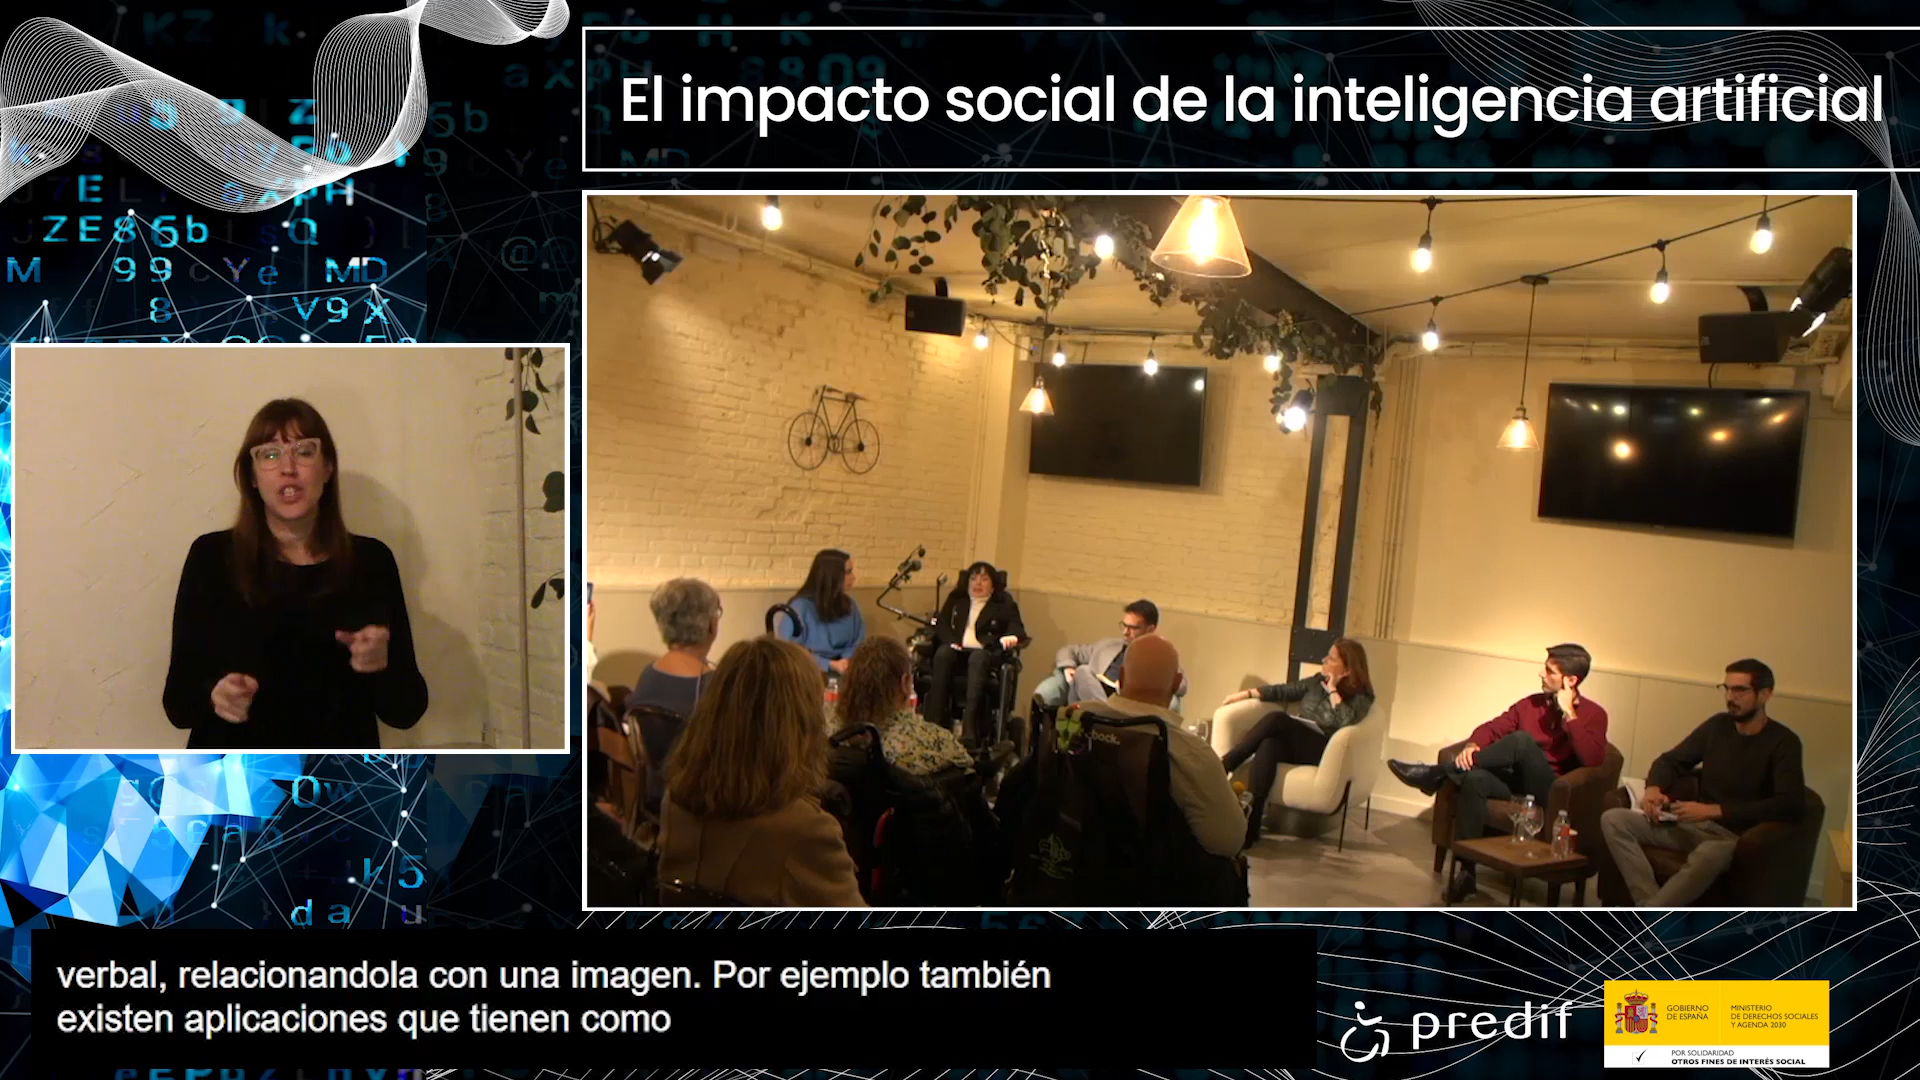 El impacto social de la inteligencia artificial
verbal, relacionandola con una imagen. Por ejemplo también
existen aplicaciones que tienen como
predif
GOBIERNO
DE ESPAÑA
MINISTERIO
DE DERECHOS SOCIALES
Y AGENDA 2030
POR SOLIDARIDAD
OTROS FINES DE INTERÉS SOCIAL